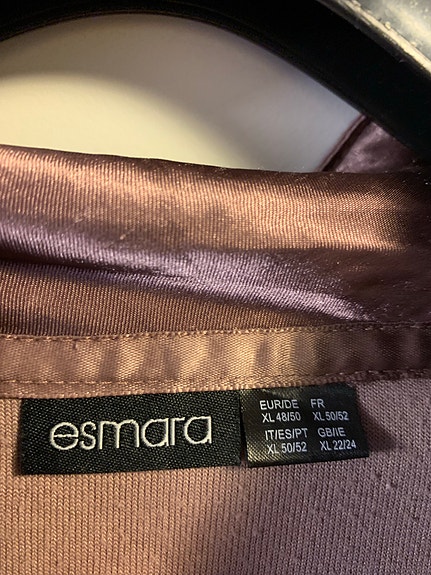 esmara
EUR/DE FR
XL 48/50 XL 50/52
IT/ES/PT GB/IE
XL 50/52 XL 22/24